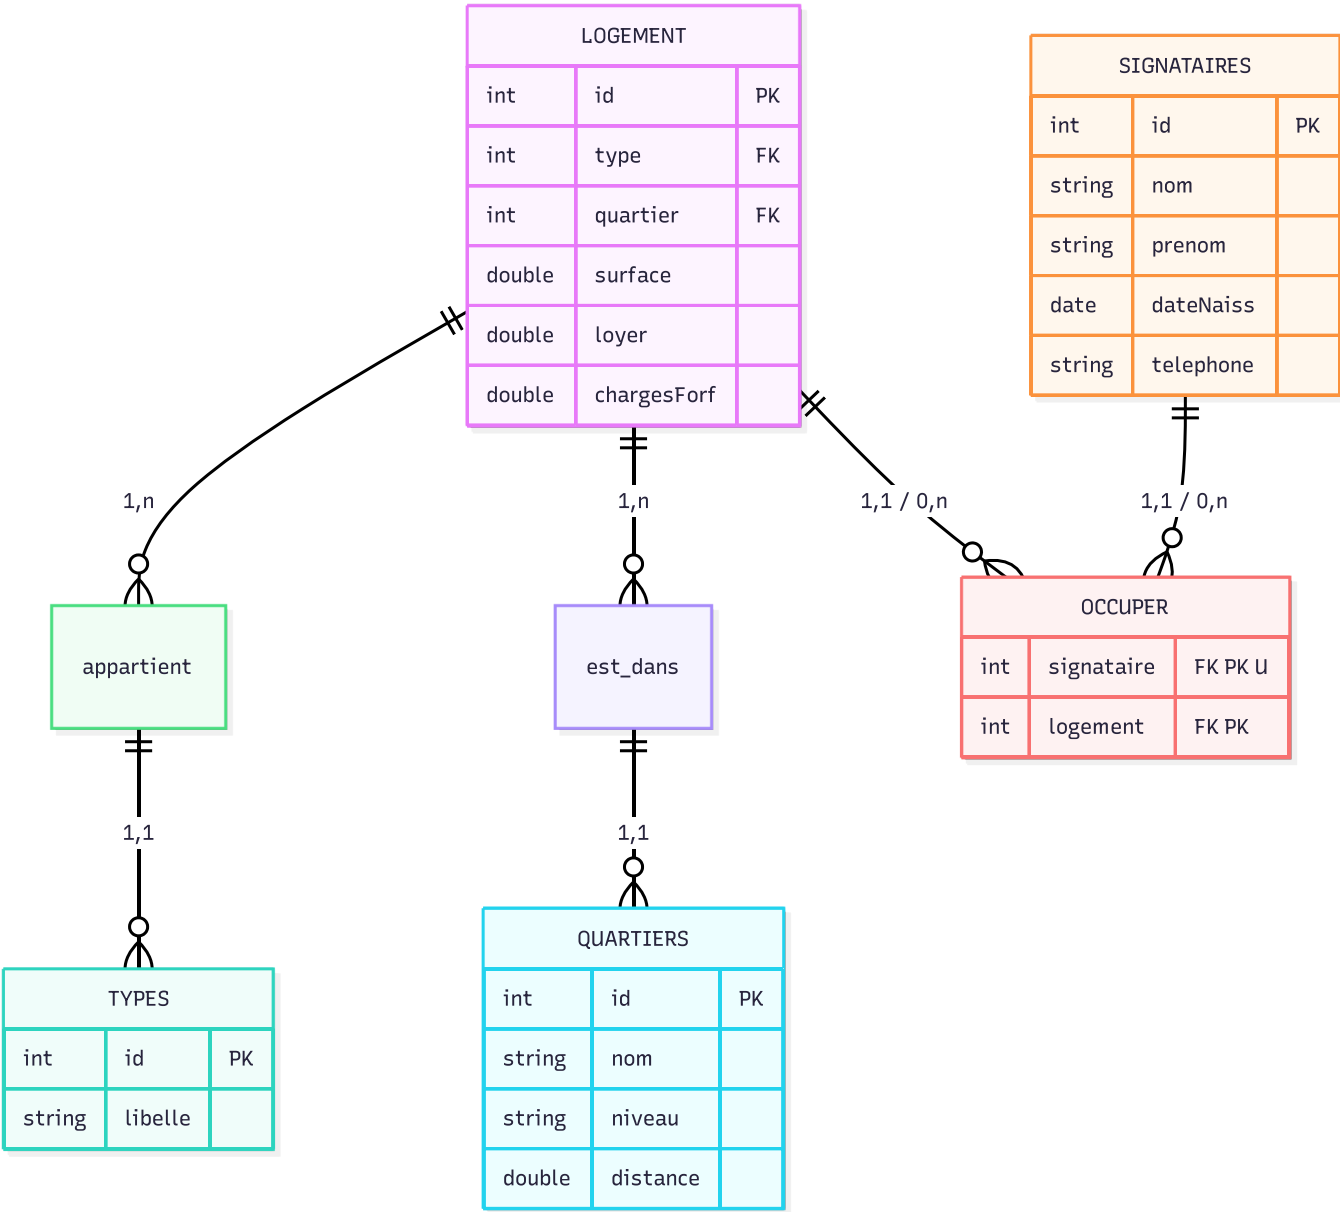 LOGEMENT
int id PK
int type FK
int quartier FK
double surface
double loyer
double chargesForf
SIGNATAIRES
int id PK
string nom
string prenom
date dateNaiss
string telephone
1,n
1,n
1,1 / 0,n
1,1 / 0,n
appartient
est_dans
OCCUPER
int signataire FK PK U
int logement FK PK
1,1
1,1
TYPES
int id PK
string libelle
QUARTIERS
int id PK
string nom
string niveau
double distance